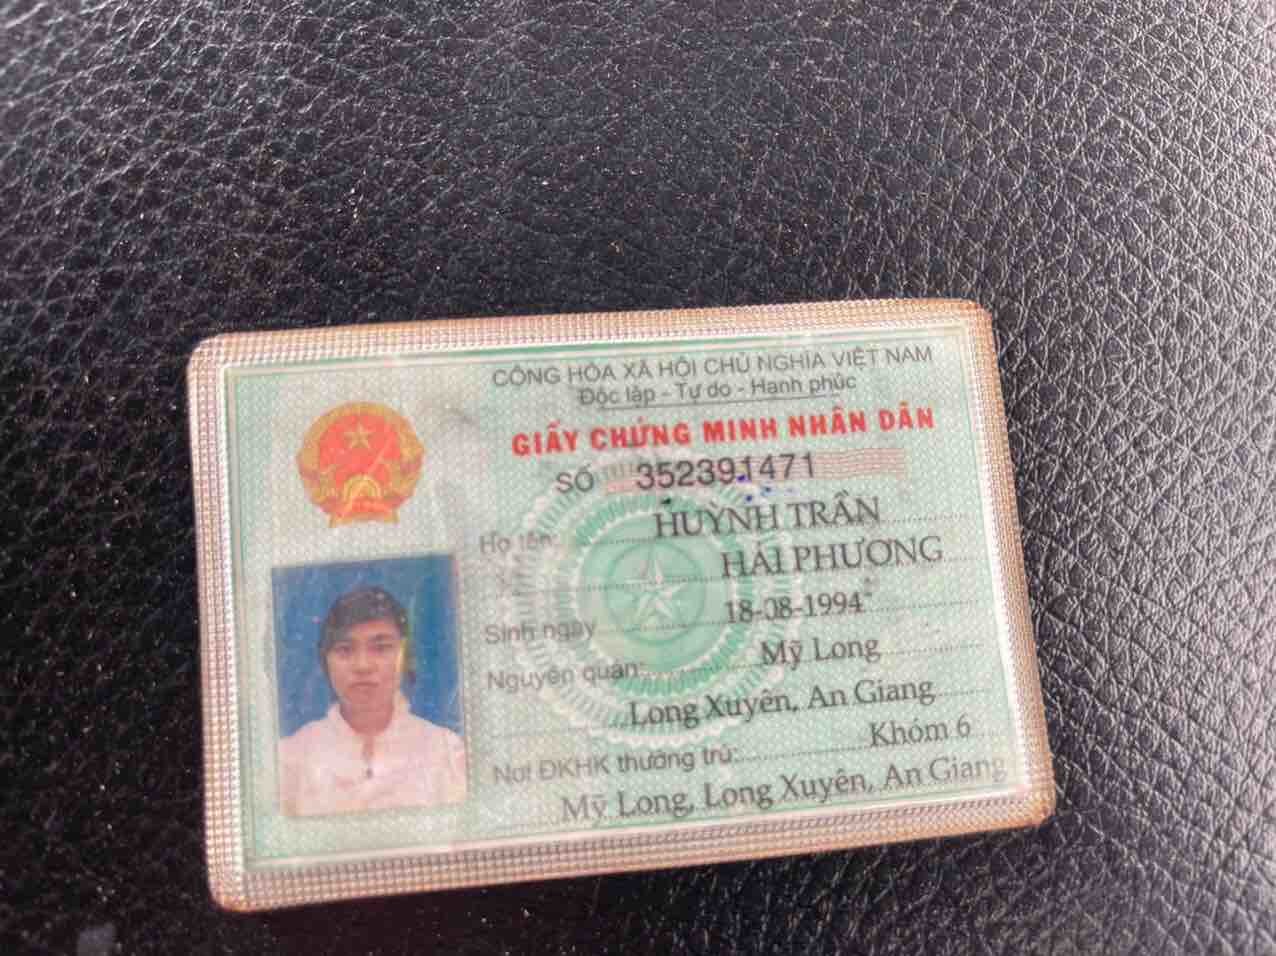 CỘNG HÒA XÃ HỘI CHỦ NGHĨA VIỆT NAM
Độc lập - Tự do - Hạnh phúc
GIẤY CHỨNG MINH NHÂN DÂN
SỐ 352391471
Họ tên: HUỲNH TRẦN
HẢI PHƯƠNG
Sinh ngày 18-08-1994
Nguyên quán: Mỹ Long
Long Xuyên, An Giang
Nơi ĐKHK thường trú: Khóm 6
Mỹ Long, Long Xuyên, An Giang